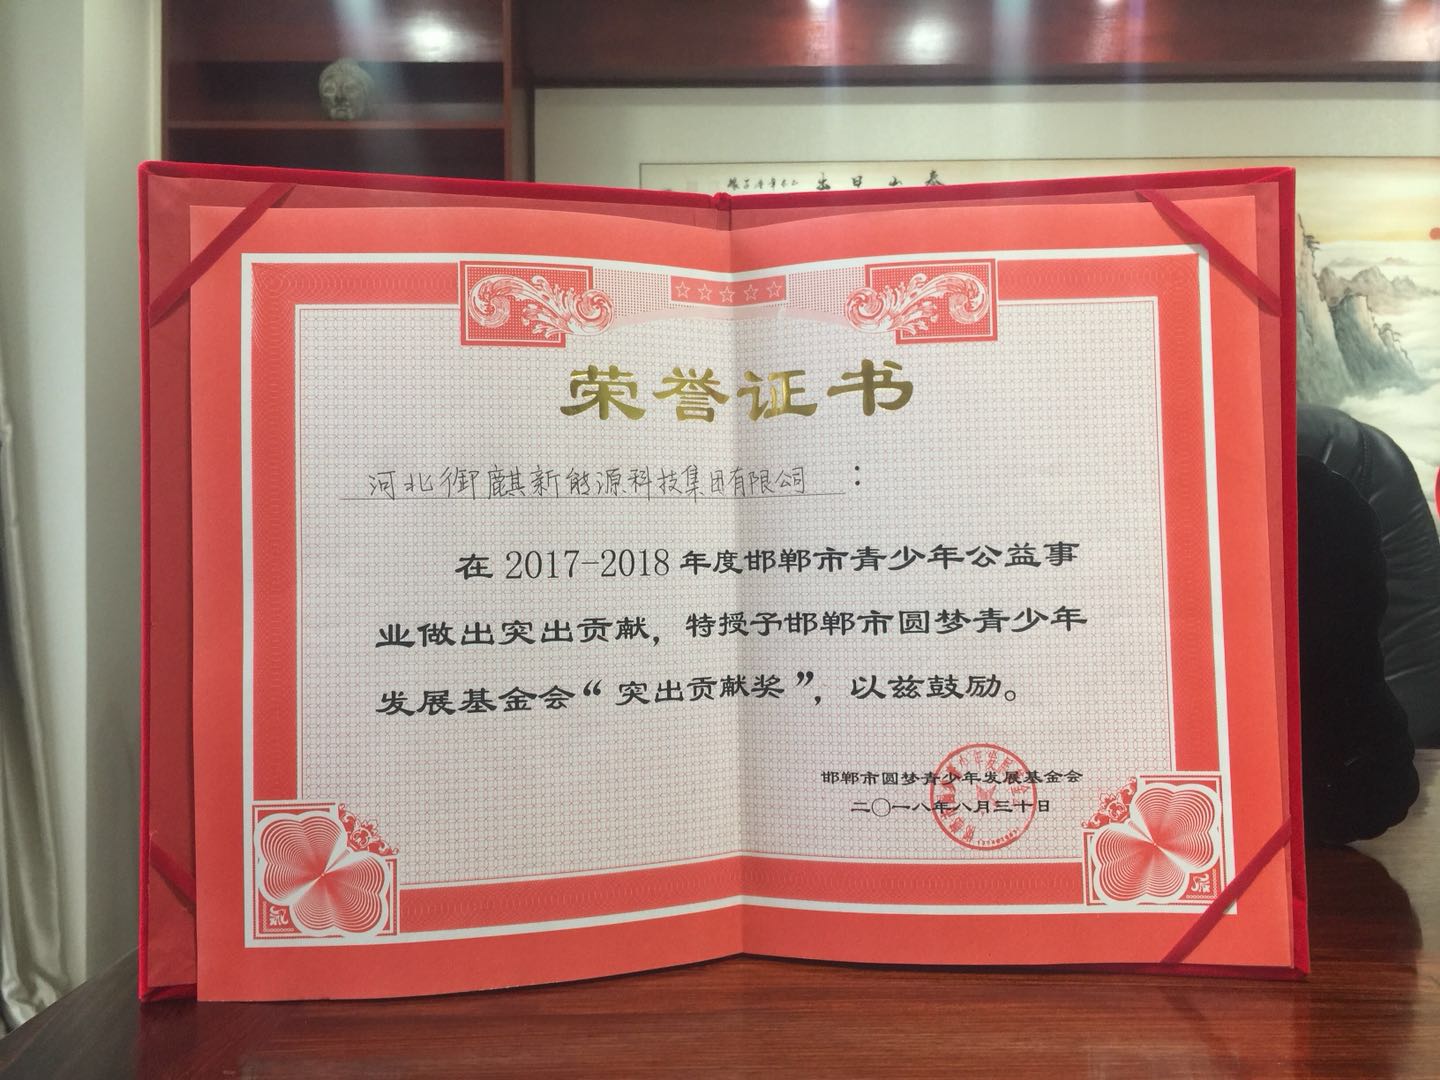 荣誉证书
河北御麒新能源科技集团有限公司：
在2017-2018年度邯郸市青少年公益事
业做出突出贡献，特授予邯郸市圆梦青少年
发展基金会“突出贡献奖”，以兹鼓励。
邯郸市圆梦青少年发展基金会
二〇一八年八月三十日